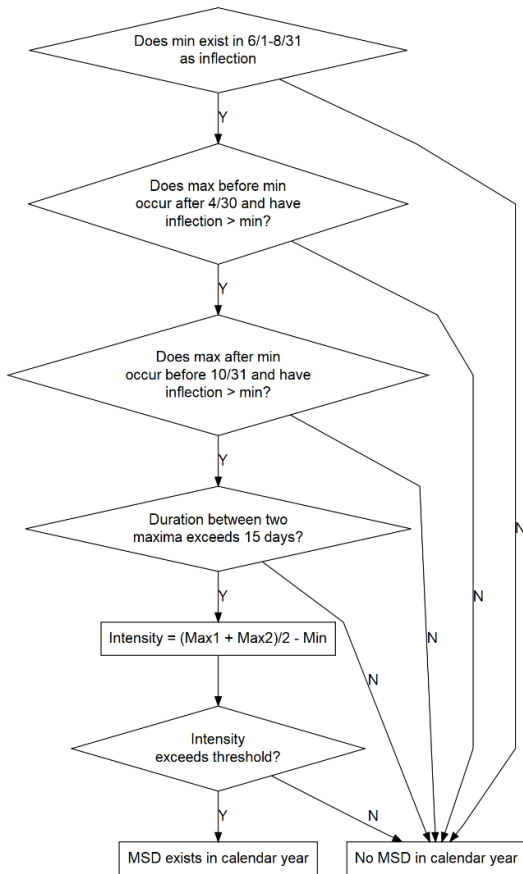 Does min exist in 6/1-8/31
as inflection
Y
Does max before min
occur after 4/30 and have
inflection > min?
Y
Does max after min
occur before 10/31 and have
inflection > min?
Y
N
Duration between two
maxima exceeds 15 days?
N
Y
N
Intensity = (Max1 + Max2)/2 - Min
N
Intensity
exceeds threshold?
Y
N
MSD exists in calendar year
No MSD in calendar year